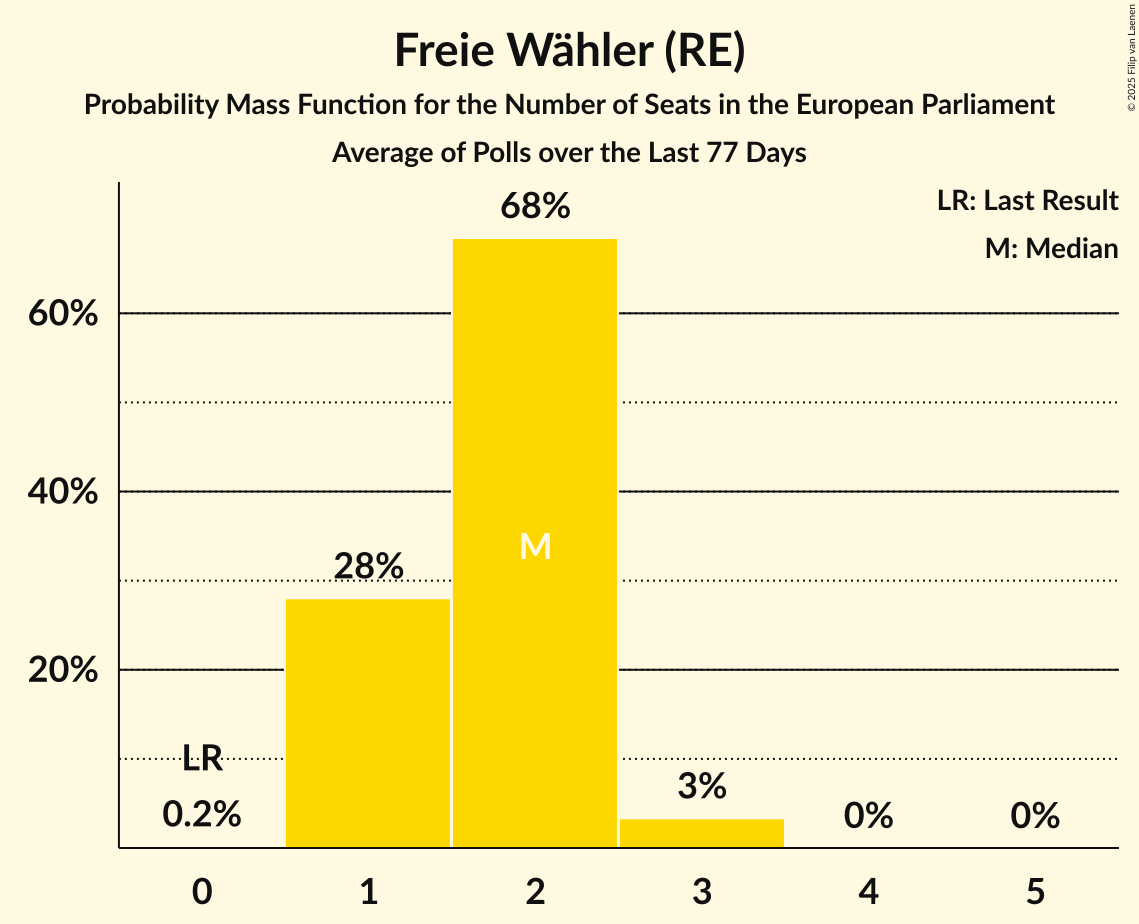 Freie Wähler (RE)
Probability Mass Function for the Number of Seats in the European Parliament
Average of Polls over the Last 77 Days
© 2025 Filip van Laenen
LR: Last Result
M: Median
68%
60%
40%
M
28%
20%
LR
0.2%
3%
0%
0%
0 1 2 3 4 5